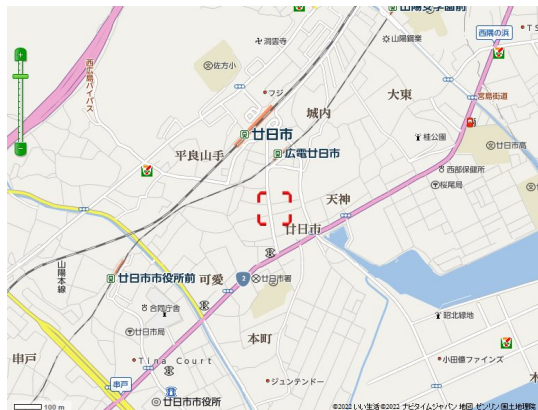 山陽女学園前
洞雲寺
山陽鋼業
西隅の浜
佐方小
西広島バイパス
フジ
城内
大東
宮島街道
廿日市
桂公園
平良山手
広電廿日市
廿日市高
西部保健所
桜尾局
天神
廿日市
山陽本線
廿日市市役所前
可愛
2
廿日市署
合同庁舎
昭北緑地
廿日市局
本町
串戸
Tina Court
小田億ファインズ
串戸
ジュンテンドー
廿日市市役所
木
100 m
©2022 いい生活©2022 ナビタイムジャパン 地図 ゼンリン 国土地理院